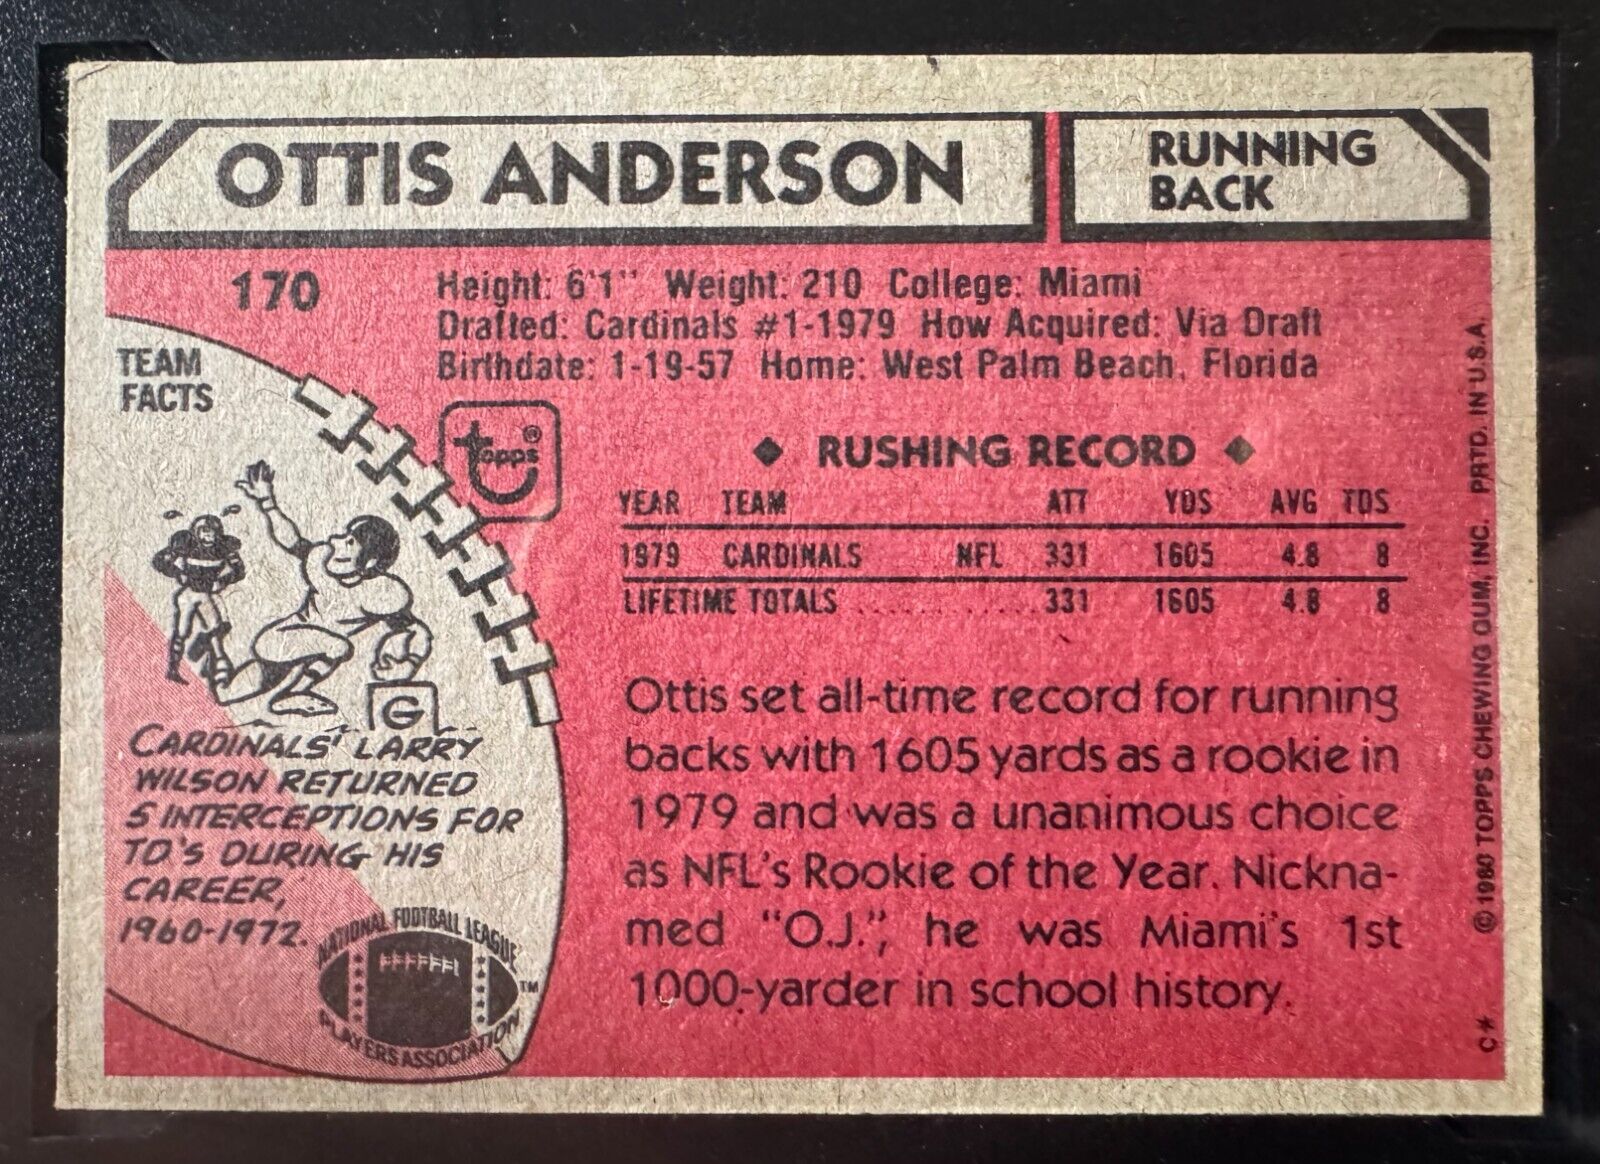 OTTIS ANDERSON
RUNNING
BACK
170
Height: 6'1" Weight: 210 College: Miami
Drafted: Cardinals #1-1979 How Acquired: Via Draft
Birthdate: 1-19-57 Home: West Palm Beach, Florida
TEAM
FACTS
topps®
◆ RUSHING RECORD ◆
YEAR TEAM ATT YDS AVG TDS
1979 CARDINALS NFL 331 1605 4.8 8
LIFETIME TOTALS ............. 331 1605 4.8 8
G
CARDINALS' LARRY
WILSON RETURNED
5 INTERCEPTIONS FOR
TD'S DURING HIS
CAREER,
1960-1972.
NATIONAL FOOTBALL LEAGUE
PLAYERS ASSOCIATION
TM
Ottis set all-time record for running
backs with 1605 yards as a rookie in
1979 and was a unanimous choice
as NFL's Rookie of the Year. Nickna-
med "O.J.", he was Miami's 1st
1000-yarder in school history.
C* © 1980 TOPPS CHEWING GUM, INC. PRTD. IN U.S.A.